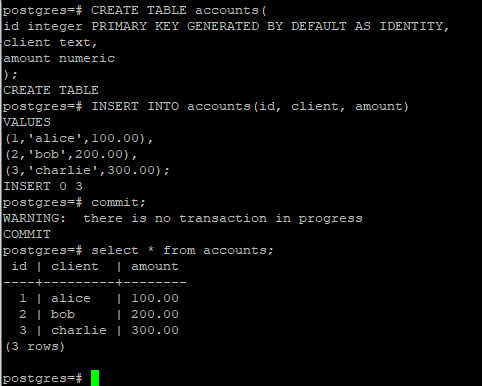 postgres=# CREATE TABLE accounts(
id integer PRIMARY KEY GENERATED BY DEFAULT AS IDENTITY,
client text,
amount numeric
);
CREATE TABLE
postgres=# INSERT INTO accounts(id, client, amount)
VALUES
(1,'alice',100.00),
(2,'bob',200.00),
(3,'charlie',300.00);
INSERT 0 3
postgres=# commit;
WARNING:  there is no transaction in progress
COMMIT
postgres=# select * from accounts;
 id | client  | amount
----+---------+--------
  1 | alice   | 100.00
  2 | bob     | 200.00
  3 | charlie | 300.00
(3 rows)
postgres=#